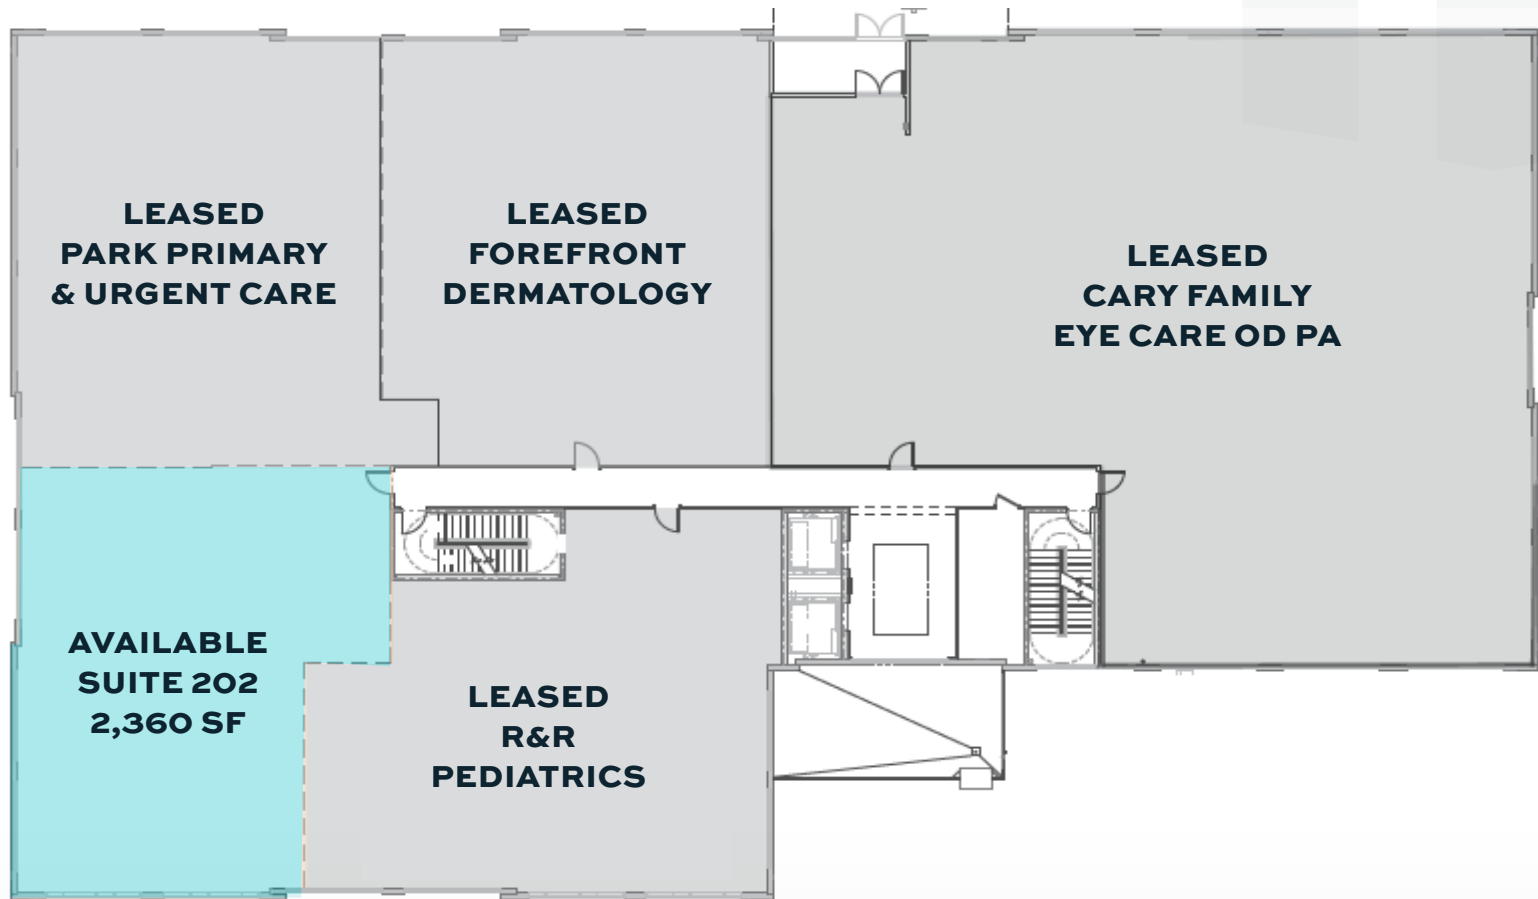 LEASED
PARK PRIMARY
& URGENT CARE
LEASED
FOREFRONT
DERMATOLOGY
LEASED
CARY FAMILY
EYE CARE OD PA
AVAILABLE
SUITE 202
2,360 SF
LEASED
R&R
PEDIATRICS